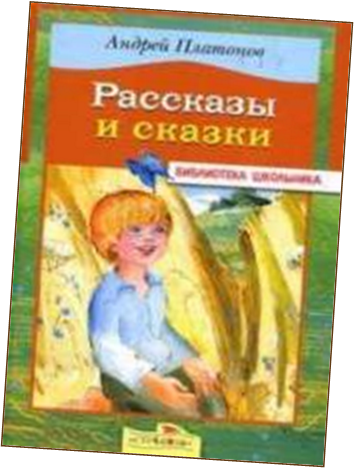 Андрей Платонов
Рассказы
и сказки
БИБЛИОТЕКА ШКОЛЬНИКА